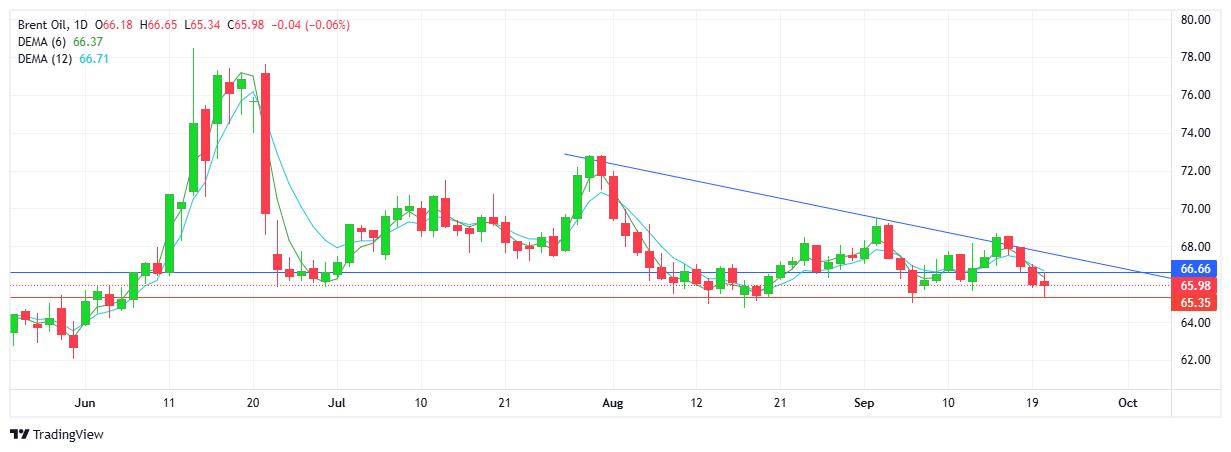 Brent Oil, 1D O66.18 H66.65 L65.34 C65.98 −0.04 (−0.06%)
DEMA (6) 66.37
DEMA (12) 66.71
80.00
78.00
76.00
74.00
72.00
70.00
68.00
66.66
65.98
65.35
64.00
62.00
Jun 11 20 Jul 10 21 Aug 12 21 Sep 10 19 Oct
TradingView